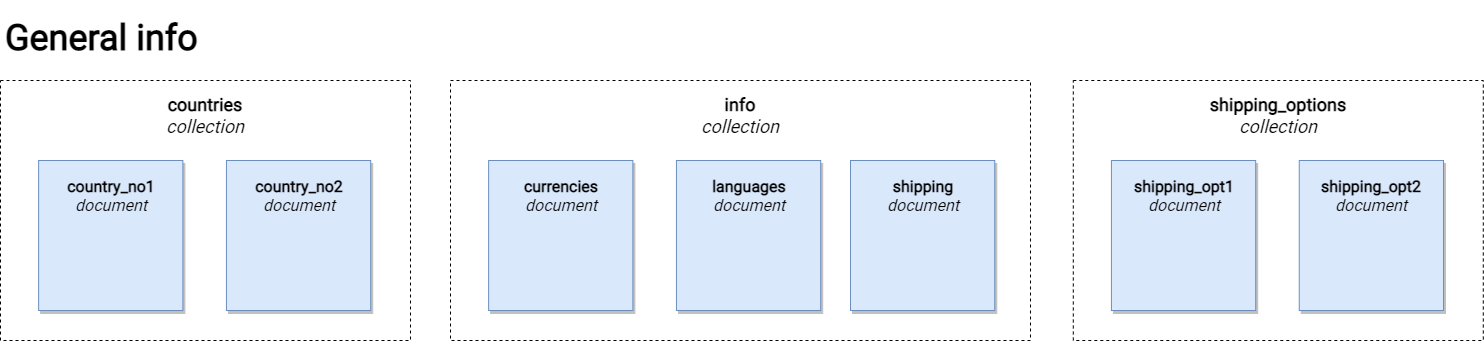 General info
countries
collection
country_no1
document
country_no2
document
info
collection
currencies
document
languages
document
shipping
document
shipping_options
collection
shipping_opt1
document
shipping_opt2
document